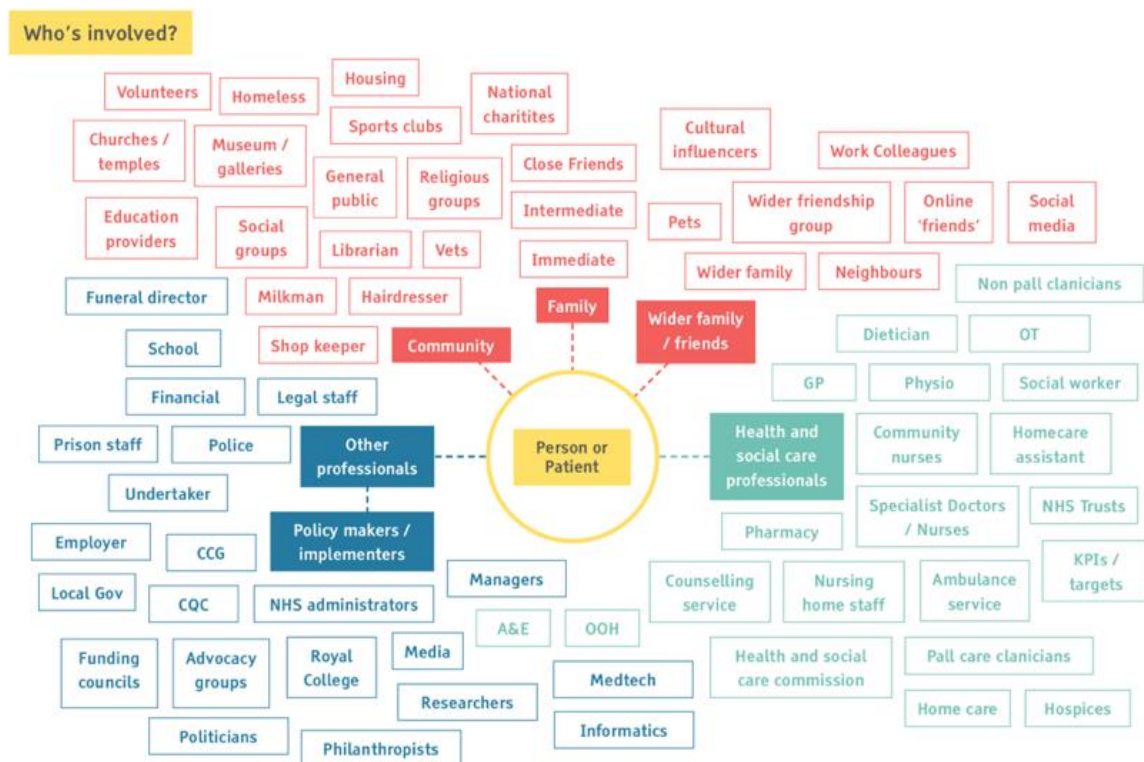 Who's involved?
Volunteers
Homeless
Housing
National
charitites
Churches /
temples
Museum /
galleries
Sports clubs
Cultural
influencers
Work Colleagues
General
public
Religious
groups
Close Friends
Education
providers
Social
groups
Intermediate
Pets
Wider friendship
group
Online
'friends'
Social
media
Librarian
Vets
Immediate
Wider family
Neighbours
Funeral director
Milkman
Hairdresser
Family
Non pall clinicians
School
Shop keeper
Community
Wider family
/ friends
Dietician
OT
Financial
Legal staff
GP
Physio
Social worker
Prison staff
Police
Other
professionals
Person or
Patient
Health and
social care
professionals
Community
nurses
Homecare
assistant
Undertaker
Policy makers /
implementers
Pharmacy
Specialist Doctors
/ Nurses
NHS Trusts
Employer
CCG
KPIs /
targets
Local Gov
CQC
NHS administrators
Managers
Counselling
service
Nursing
home staff
Ambulance
service
A&E
OOH
Funding
councils
Advocacy
groups
Royal
College
Media
Medtech
Health and social
care commission
Pall care clanicians
Researchers
Home care
Hospices
Politicians
Philanthropists
Informatics